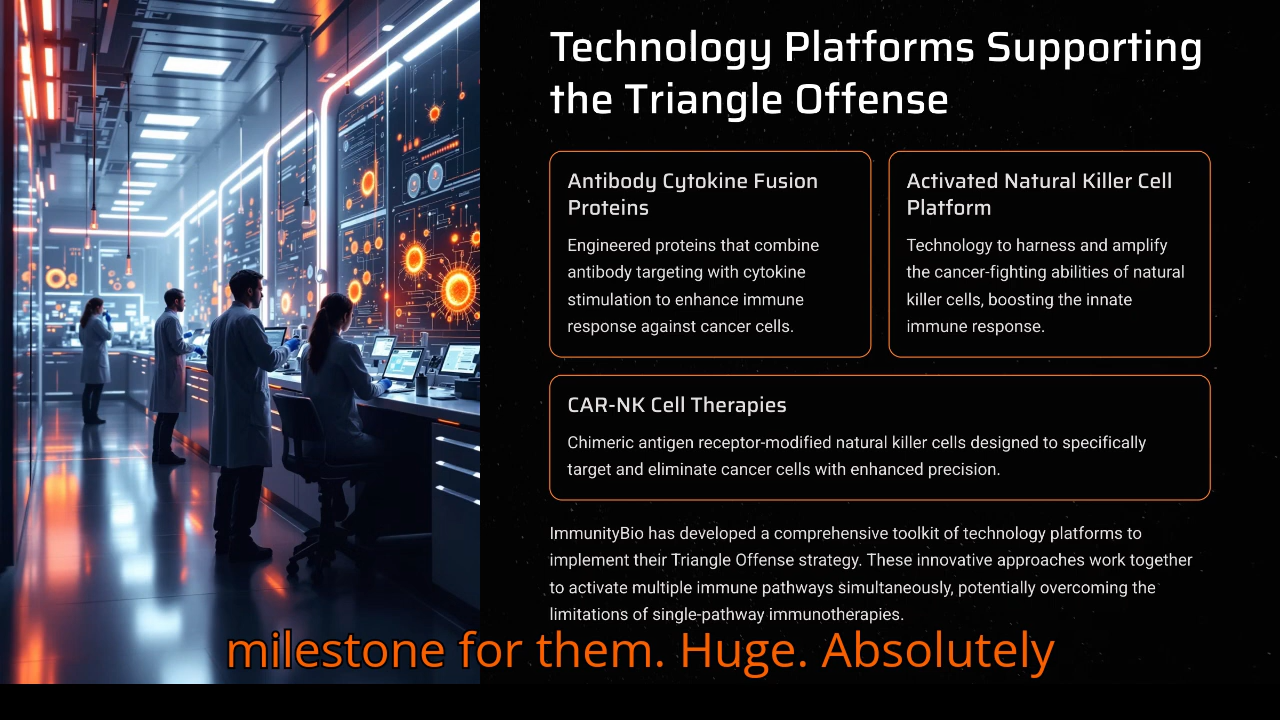 Technology Platforms Supporting
the Triangle Offense
Antibody Cytokine Fusion
Proteins
Engineered proteins that combine
antibody targeting with cytokine
stimulation to enhance immune
response against cancer cells.
Activated Natural Killer Cell
Platform
Technology to harness and amplify
the cancer-fighting abilities of natural
killer cells, boosting the innate
immune response.
CAR-NK Cell Therapies
Chimeric antigen receptor-modified natural killer cells designed to specifically
target and eliminate cancer cells with enhanced precision.
ImmunityBio has developed a comprehensive toolkit of technology platforms to
implement their Triangle Offense strategy. These innovative approaches work together
to activate multiple immune pathways simultaneously, potentially overcoming the
limitations of single-pathway immunotherapies.
milestone for them. Huge. Absolutely